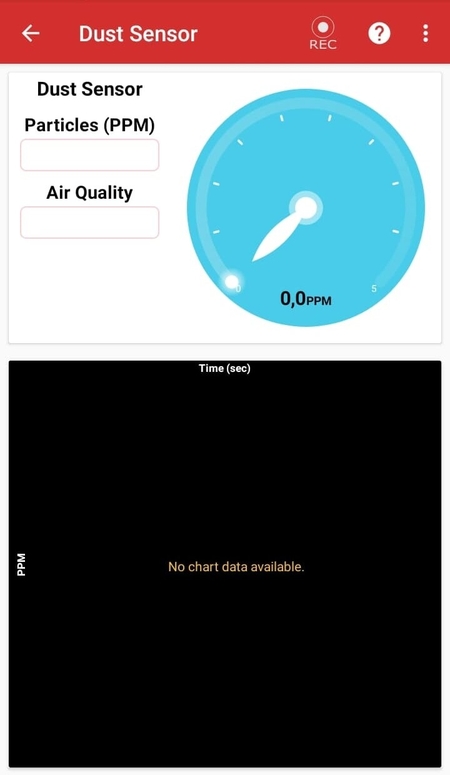 Dust Sensor
REC
?
Dust Sensor
Particles (PPM)
Air Quality
0
5
0,0PPM
Time (sec)
PPM
No chart data available.